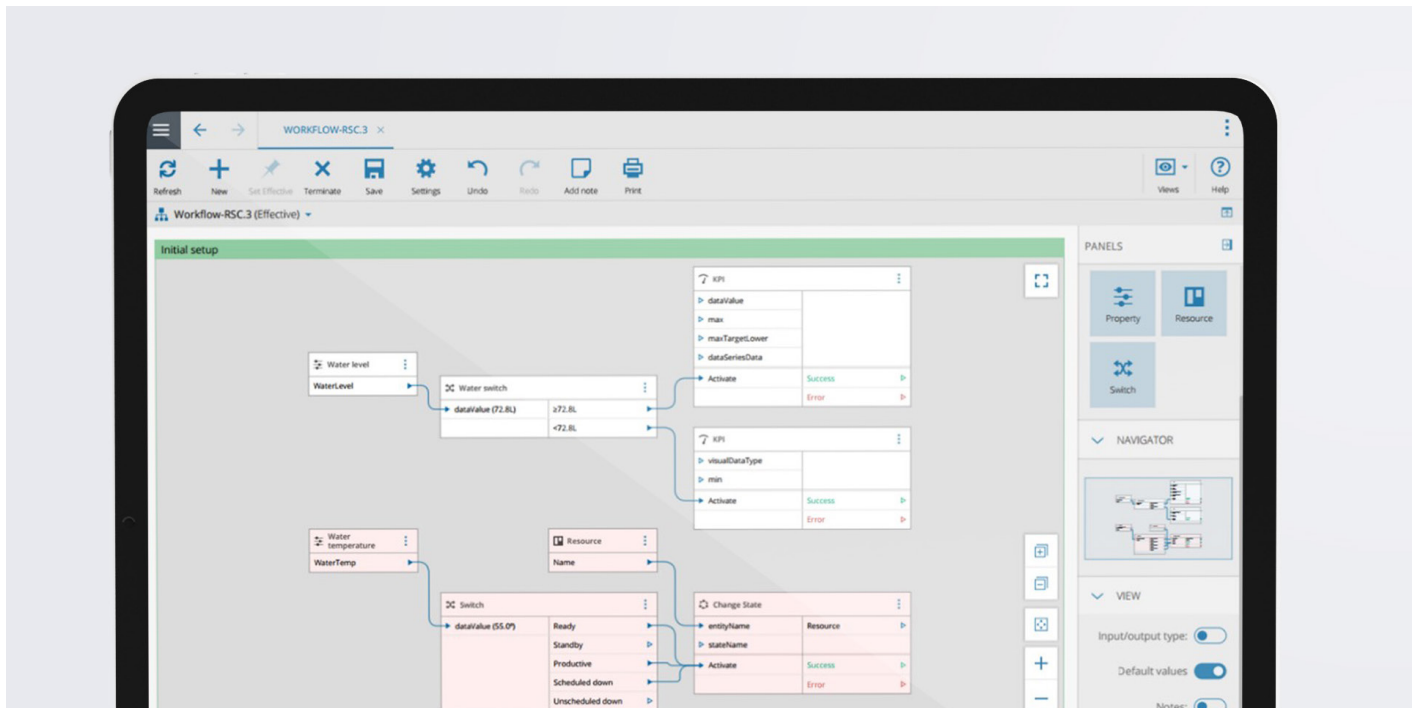 WORKFLOW-RSC.3
Refresh New Set Effective Terminate Save Settings Undo Redo Add note Print Views Help
Workflow-RSC.3 (Effective)
Initial setup
PANELS
Property Resource
Switch
NAVIGATOR
VIEW
Input/output type:
Default values
Notes:
KPI
dataValue
max
maxTargetLower
dataSeriesData
Activate Success
Error
Water level
WaterLevel
Water switch
dataValue (72.8L) ≥72.8L
<72.8L
KPI
visualDataType
min
Activate Success
Error
Water
temperature
WaterTemp
Resource
Name
Switch
dataValue (55.0°) Ready
Standby
Productive
Scheduled down
Unscheduled down
Change State
entityName Resource
stateName
Activate Success
Error